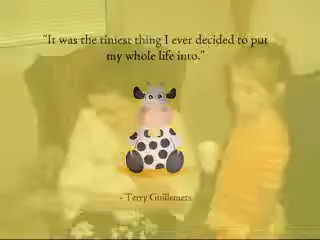 "It was the tiniest thing I ever decided to put
my whole life into."
- Terry Guillemets